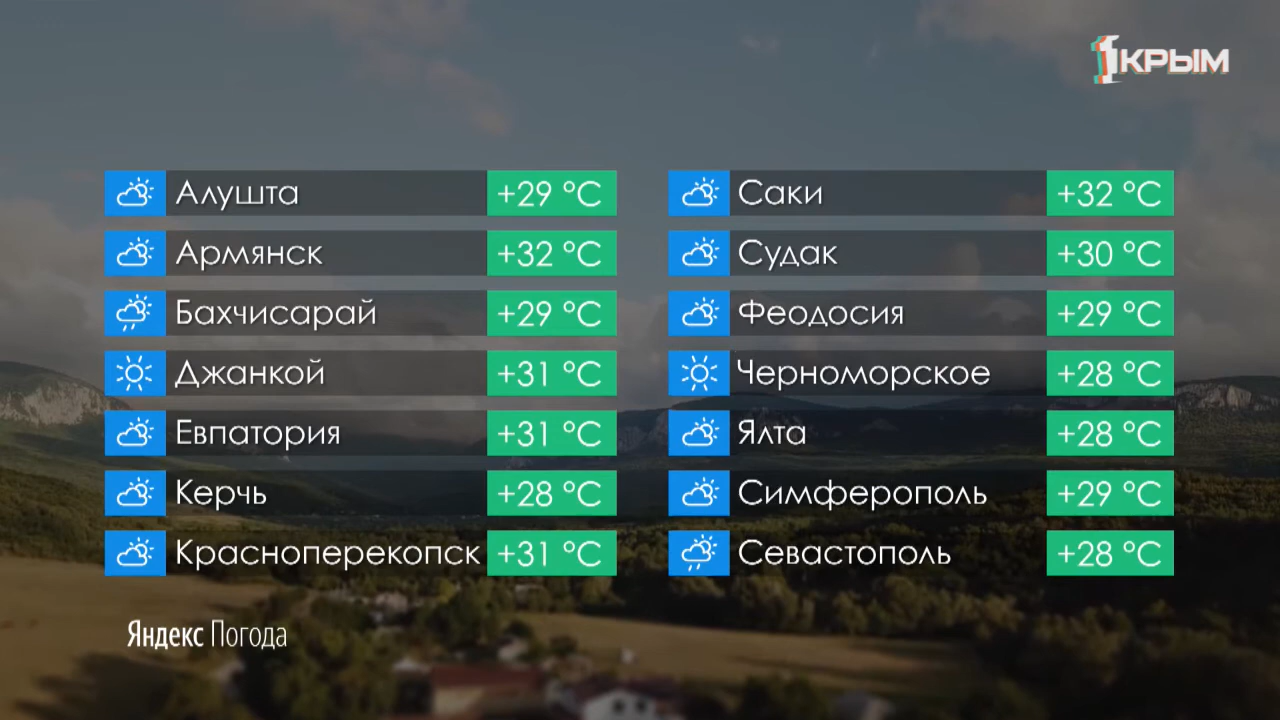 1КРЫМ
Алушта +29 °C
Армянск +32 °C
Бахчисарай +29 °C
Джанкой +31 °C
Евпатория +31 °C
Керчь +28 °C
Красноперекопск +31 °C
Саки +32 °C
Судак +30 °C
Феодосия +29 °C
Черноморское +28 °C
Ялта +28 °C
Симферополь +29 °C
Севастополь +28 °C
Яндекс Погода